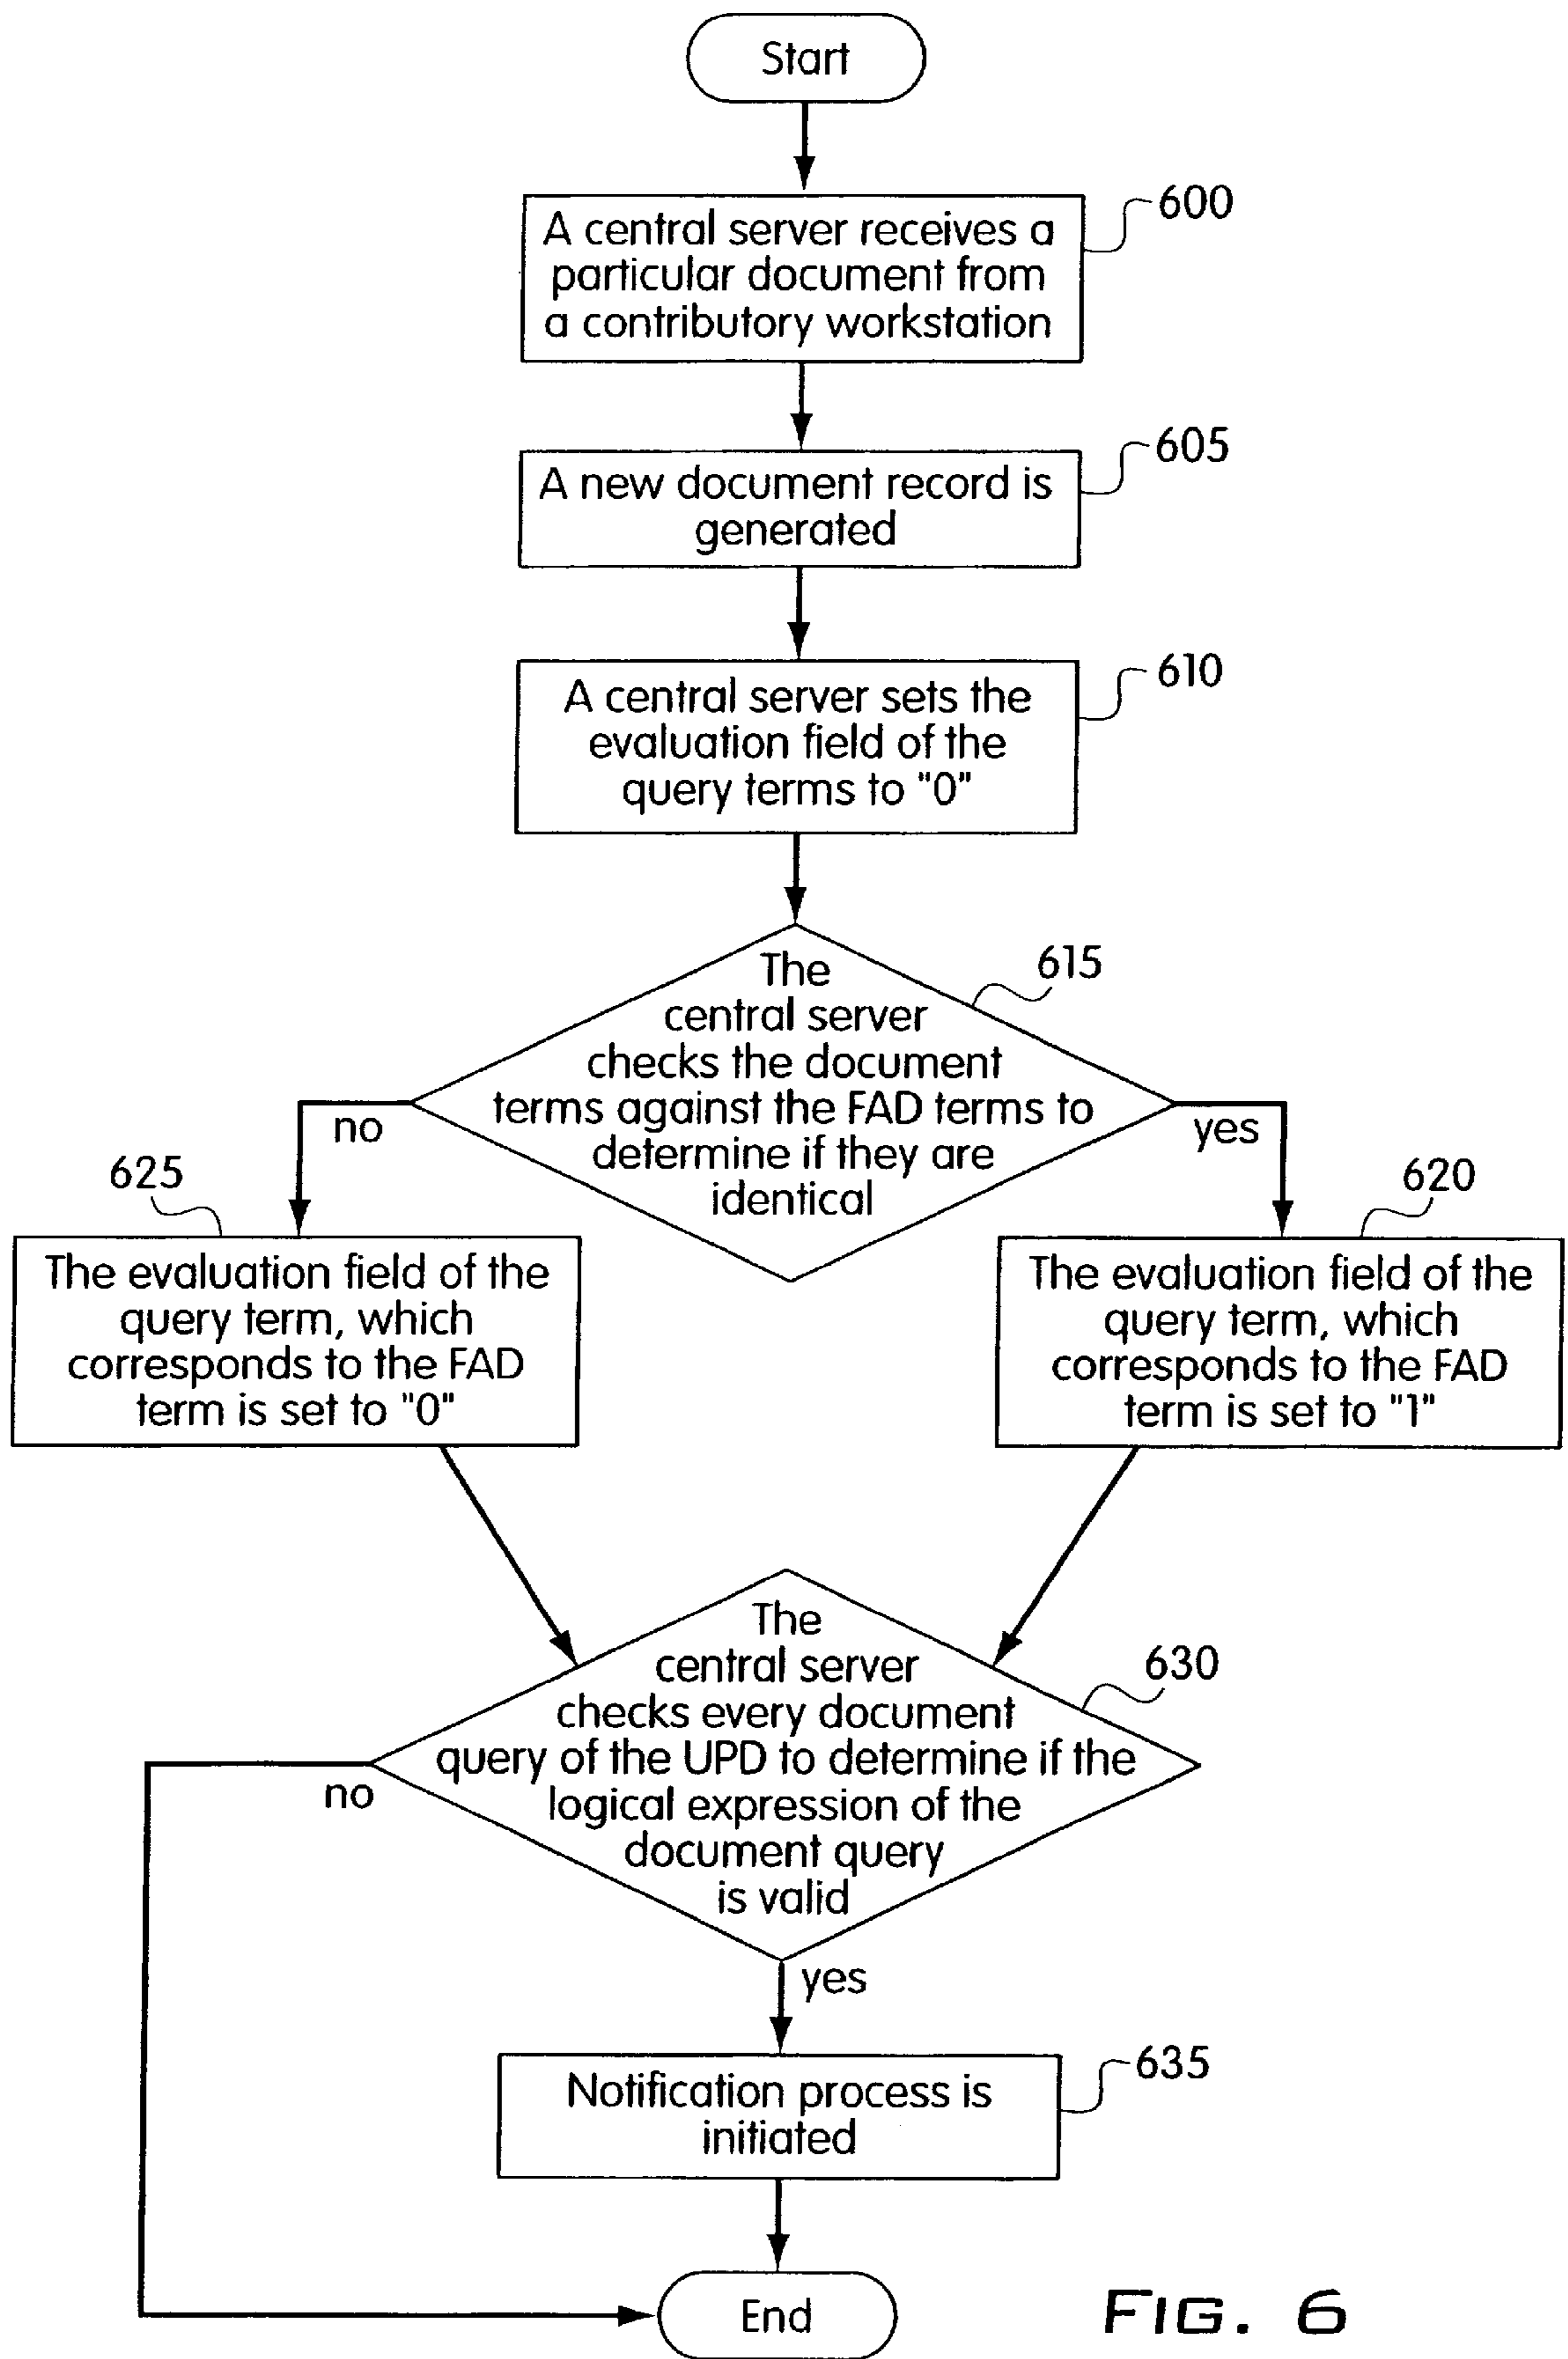 Start
600
A central server receives a
particular document from
a contributory workstation
605
A new document record is
generated
610
A central server sets the
evaluation field of the
query terms to "0"
615
The
central server
checks the document
terms against the FAD terms to
determine if they are
identical
no
yes
625
The evaluation field of the
query term, which
corresponds to the FAD
term is set to "0"
620
The evaluation field of the
query term, which
corresponds to the FAD
term is set to "1"
630
The
central server
checks every document
query of the UPD to determine if the
logical expression of the
document query
is valid
no
yes
635
Notification process is
initiated
End
FIG. 6